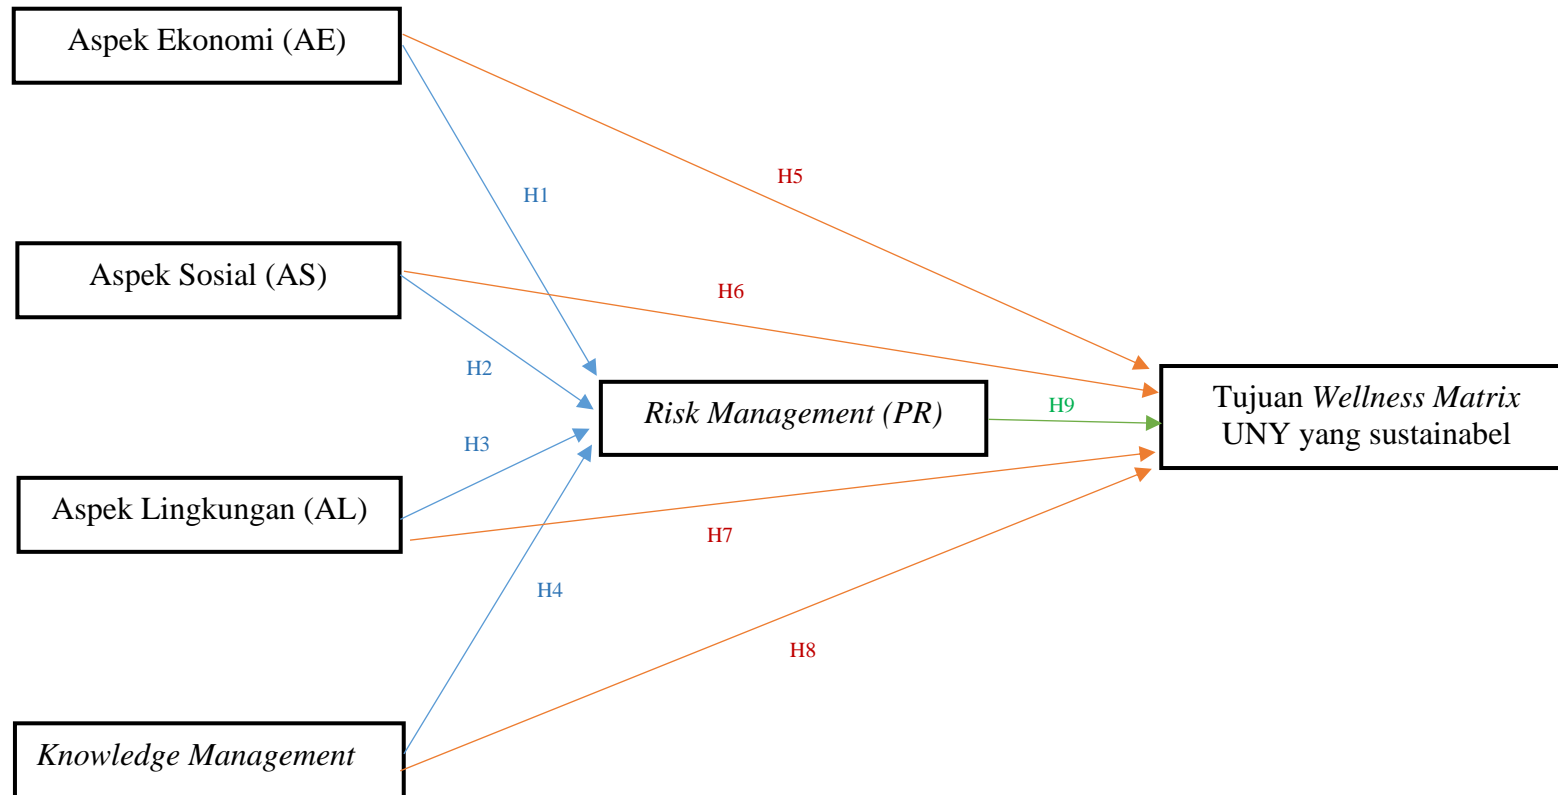 Aspek Ekonomi (AE)
H5
H1
Aspek Sosial (AS)
H6
H2
Risk Management (PR)
H9
Tujuan Wellness Matrix
UNY yang sustainabel
H3
Aspek Lingkungan (AL)
H7
H4
H8
Knowledge Management